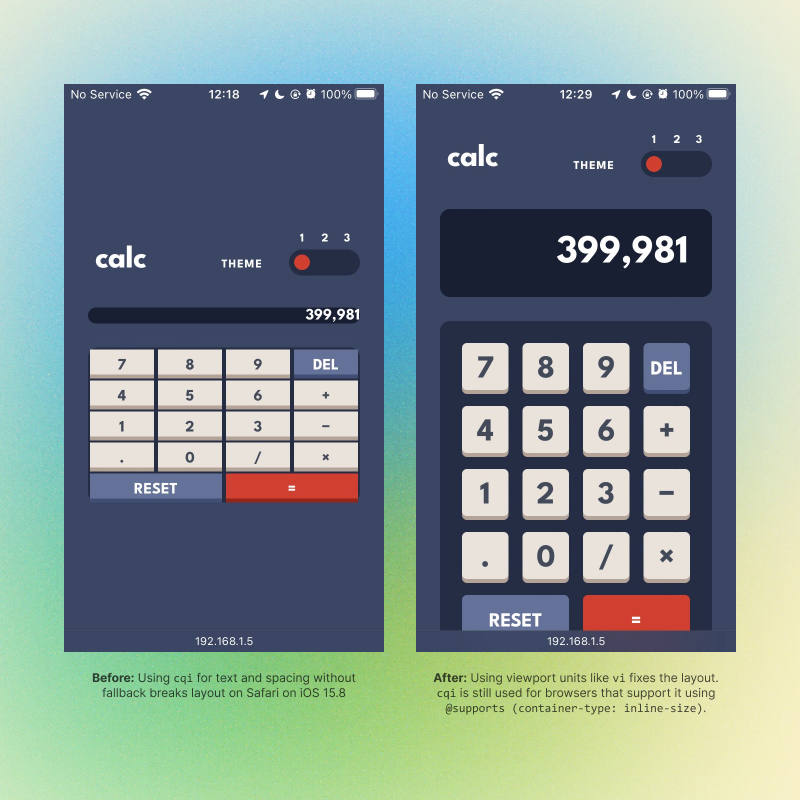 No Service 12:18 100%
1 2 3
calc THEME
399,981
7 8 9 DEL
4 5 6 +
1 2 3 −
. 0 / ×
RESET =
192.168.1.5
Before: Using cqi for text and spacing without
fallback breaks layout on Safari on iOS 15.8
No Service 12:29 100%
1 2 3
calc THEME
399,981
7 8 9 DEL
4 5 6 +
1 2 3 −
. 0 / ×
RESET =
192.168.1.5
After: Using viewport units like vi fixes the layout.
cqi is still used for browsers that support it using
@supports (container-type: inline-size).